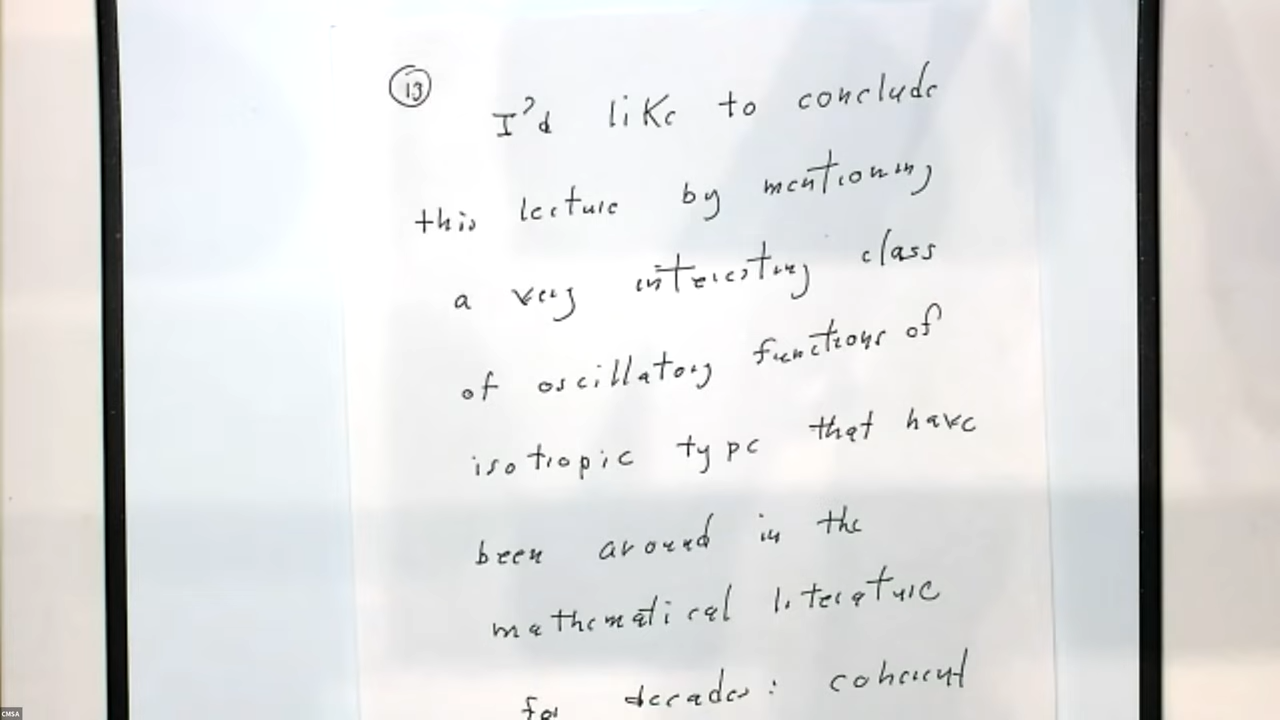 13
I'd like to conclude
this lecture by mentioning
a very interesting class
of oscillatory functions of
isotropic type that have
been around in the
mathematical literature
for decades: coherent
CMSA